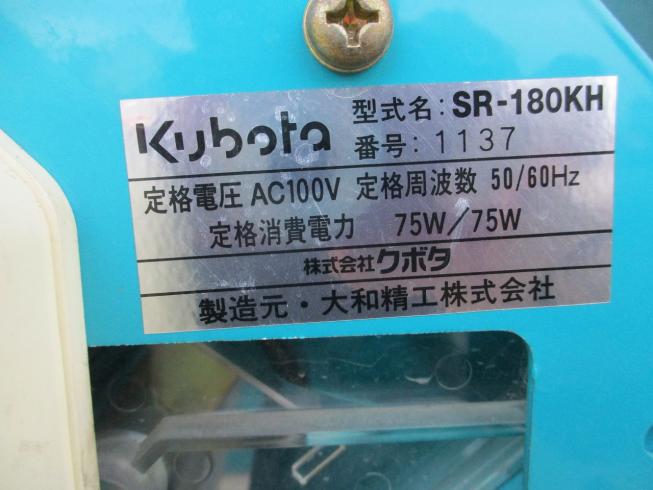 Kubota 型式名: SR-180KH
番号: 1137
定格電圧 AC100V 定格周波数 50/60Hz
定格消費電力 75W/75W
株式会社クボタ
製造元・大和精工株式会社